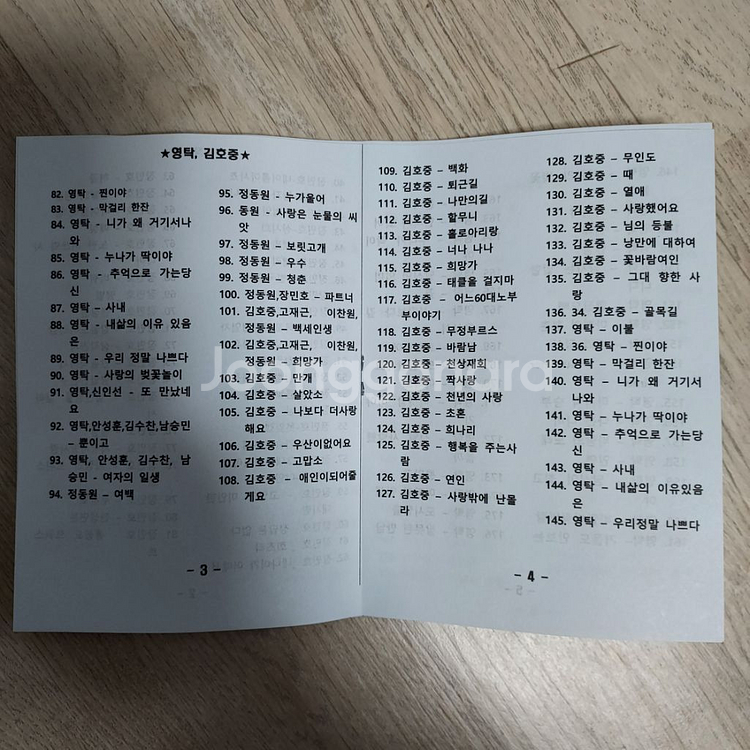 ★영탁, 김호중★
82. 영탁 - 찐이야
83. 영탁 - 막걸리 한잔
84. 영탁 - 니가 왜 거기서나
와
85. 영탁 - 누나가 딱이야
86. 영탁 - 추억으로 가는당
신
87. 영탁 - 사내
88. 영탁 - 내삶의 이유 있음
은
89. 영탁 - 우리 정말 나쁘다
90. 영탁 - 사랑의 벚꽃놀이
91. 영탁,신인선 - 또 만났네
요
92. 영탁,안성훈,김수찬,남승민
- 뿐이고
93. 영탁, 안성훈, 김수찬, 남
승민 - 여자의 일생
94. 정동원 - 여백
95. 정동원 - 누가울어
96. 동원 - 사랑은 눈물의 씨
앗
97. 정동원 - 보릿고개
98. 정동원 - 우수
99. 정동원 - 청춘
100. 정동원,장민호 - 파트너
101. 김호중,고재근, 이찬원,
정동원 - 백세인생
102. 김호중,고재근, 이찬원,
정동원 - 희망가
103. 김호중 - 만개
104. 김호중 - 살았소
105. 김호중 - 나보다 더사랑
해요
106. 김호중 - 우산이없어요
107. 김호중 - 고맙소
108. 김호중 - 애인이되어줄
게요
- 3 -
109. 김호중 - 백화
110. 김호중 - 퇴근길
111. 김호중 - 나만의길
112. 김호중 - 할무니
113. 김호중 - 홀로아리랑
114. 김호중 - 너나 나나
115. 김호중 - 희망가
116. 김호중 - 태클을 걸지마
117. 김호중 - 어느60대노부
부이야기
118. 김호중 - 무정부르스
119. 김호중 - 바람남
120. 김호중 - 천상재회
121. 김호중 - 짝사랑
122. 김호중 - 천년의 사랑
123. 김호중 - 초혼
124. 김호중 - 희나리
125. 김호중 - 행복을 주는사
람
126. 김호중 - 연인
127. 김호중 - 사랑밖에 난몰
라
128. 김호중 - 무인도
129. 김호중 - 때
130. 김호중 - 열애
131. 김호중 - 사랑했어요
132. 김호중 - 님의 등불
133. 김호중 - 낭만에 대하여
134. 김호중 - 꽃바람여인
135. 김호중 - 그대 향한 사
랑
136. 34. 김호중 - 골목길
137. 영탁 - 이불
138. 36. 영탁 - 찐이야
139. 영탁 - 막걸리 한잔
140. 영탁 - 니가 왜 거기서
나와
141. 영탁 - 누나가 딱이야
142. 영탁 - 추억으로 가는당
신
143. 영탁 - 사내
144. 영탁 - 내삶의 이유있음
은
145. 영탁 - 우리정말 나쁘다
- 4 -
Joonggonara